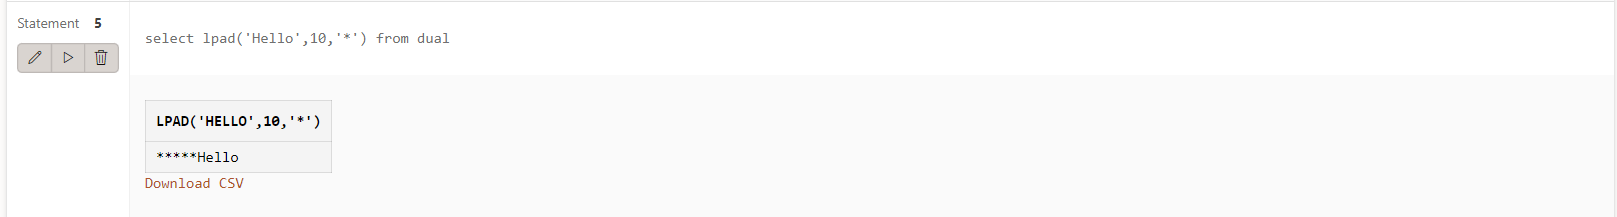 Statement 5
select lpad('Hello',10,'*') from dual
LPAD('HELLO',10,'*')
*****Hello
Download CSV